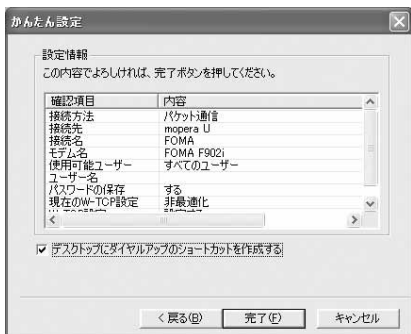 かんたん設定
設定情報
この内容でよろしければ、完了ボタンを押してください。
確認項目 内容
接続方法 パケット通信
接続先 mopera U
接続名 FOMA
モデム名 FOMA F902i
使用可能ユーザー すべてのユーザー
ユーザー名
パスワードの保存 する
現在のW-TCP設定 非最適化
デスクトップにダイヤルアップのショートカットを作成する
< 戻る(B) 完了(F) キャンセル